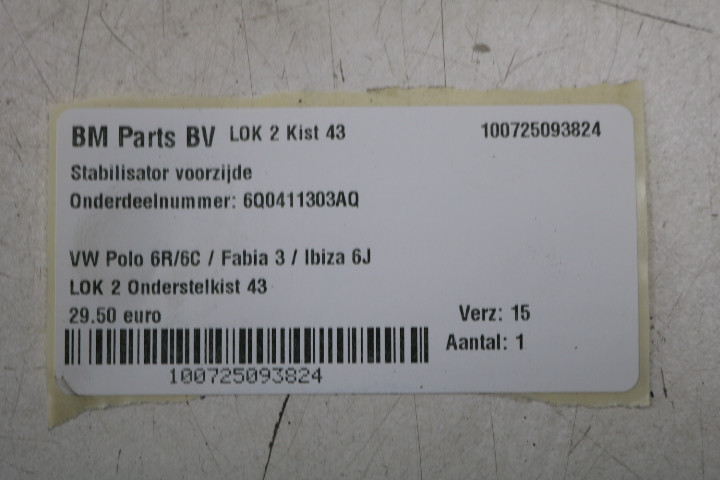 BM Parts BV LOK 2 Kist 43 100725093824
Stabilisator voorzijde
Onderdeelnummer: 6Q0411303AQ
VW Polo 6R/6C / Fabia 3 / Ibiza 6J
LOK 2 Onderstelkist 43
29.50 euro Verz: 15
Aantal: 1
100725093824